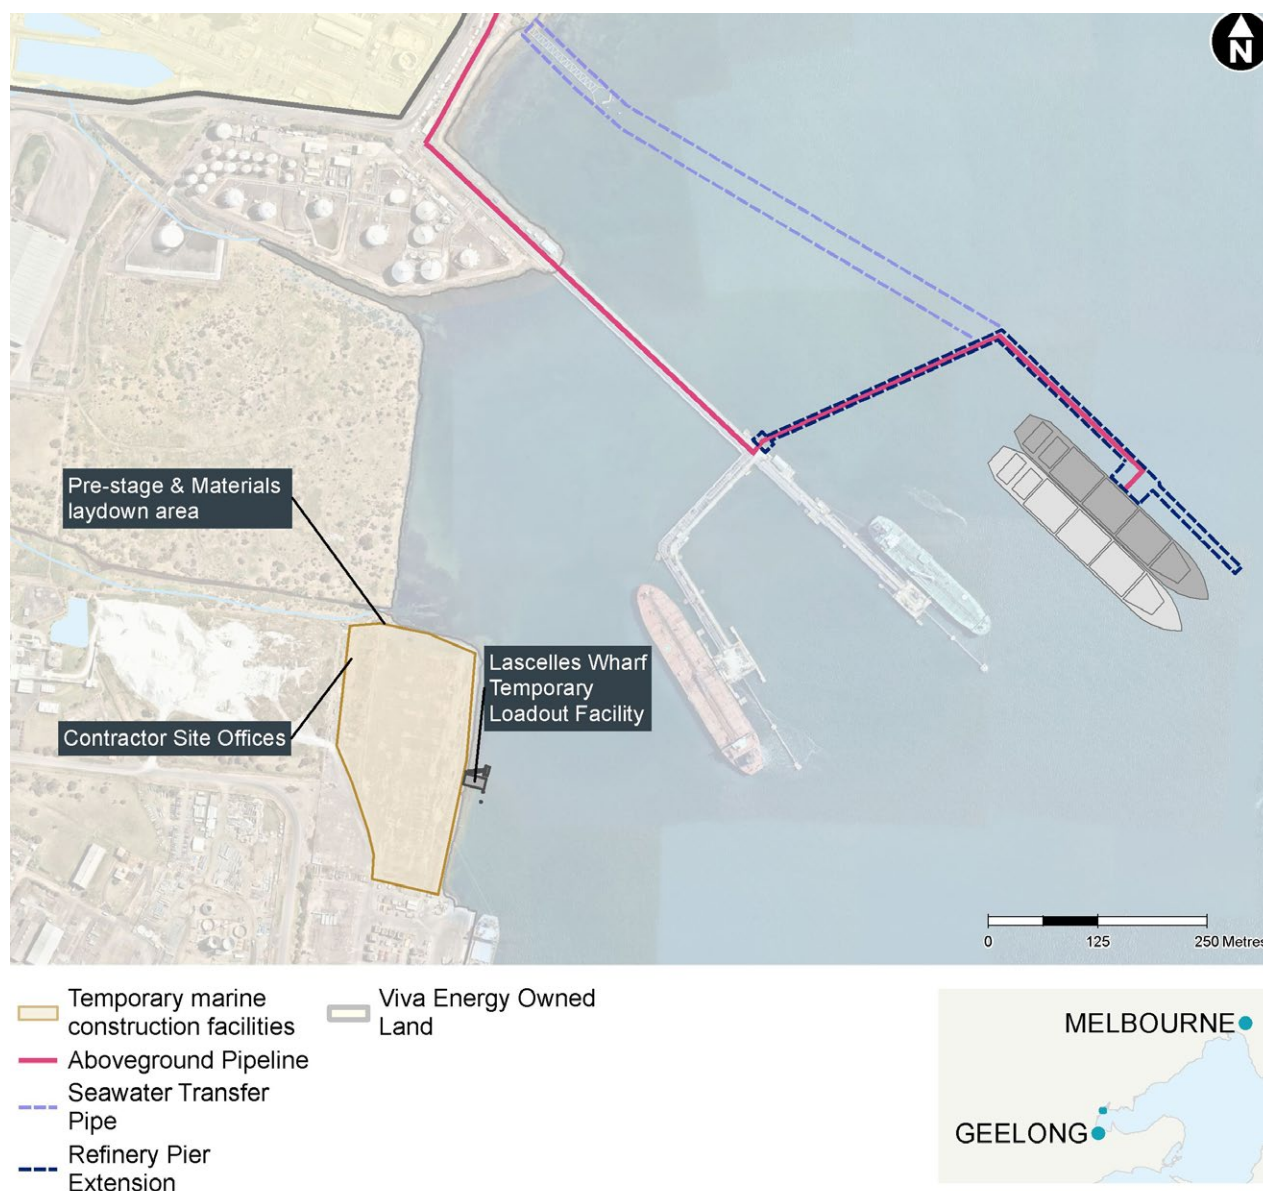 N
Pre-stage & Materials
laydown area
Lascelles Wharf
Temporary
Loadout Facility
Contractor Site Offices
0
125
250 Metres
Temporary marine
construction facilities
Viva Energy Owned
Land
Aboveground Pipeline
Seawater Transfer
Pipe
Refinery Pier
Extension
MELBOURNE
GEELONG